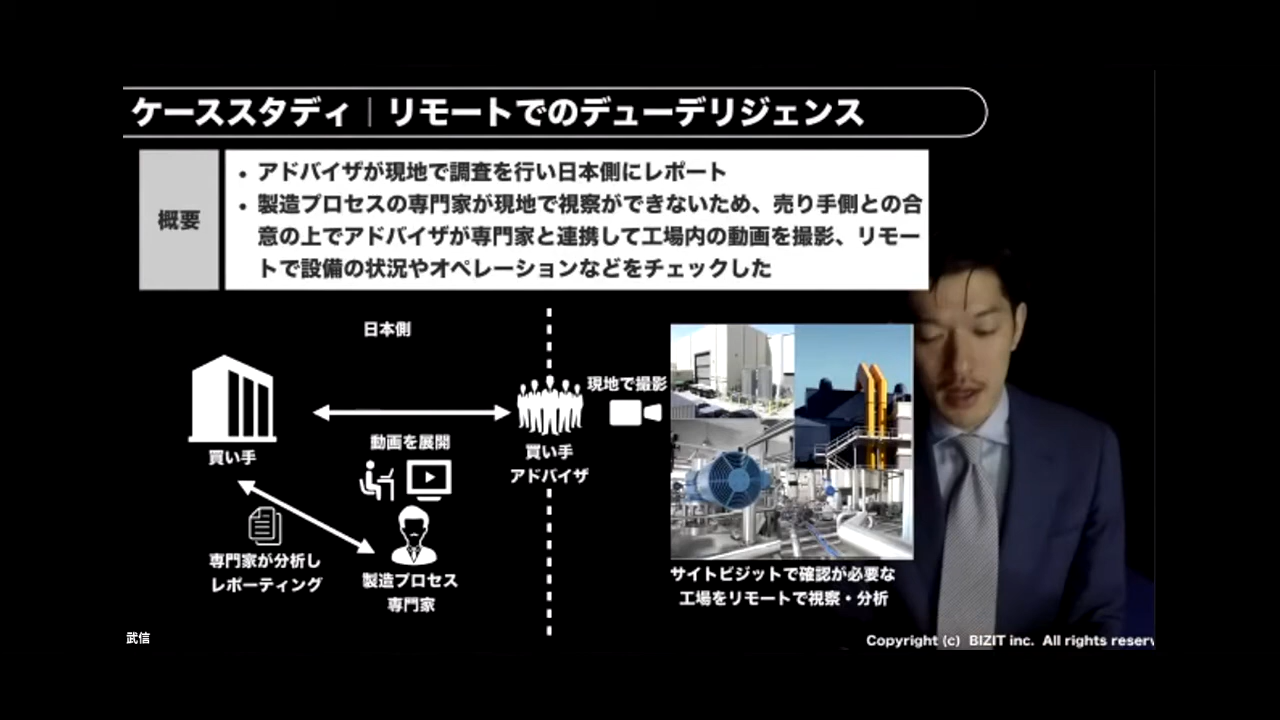 ケーススタディ｜リモートでのデューデリジェンス
概要
• アドバイザが現地で調査を行い日本側にレポート
• 製造プロセスの専門家が現地で視察ができないため、売り手側との合
意の上でアドバイザが専門家と連携して工場内の動画を撮影、リモー
トで設備の状況やオペレーションなどをチェックした
日本側
現地で撮影
動画を展開
買い手
買い手
アドバイザ
専門家が分析し
レポーティング
製造プロセス
専門家
サイトビジットで確認が必要な
工場をリモートで視察・分析
武信
Copyright (c) BIZIT inc. All rights reserv